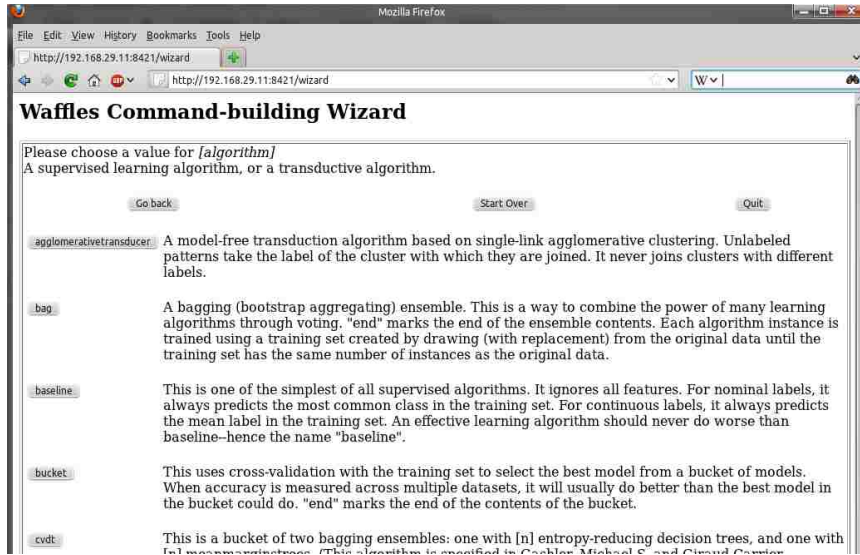 Mozilla Firefox
File Edit View History Bookmarks Tools Help
http://192.168.29.11:8421/wizard
http://192.168.29.11:8421/wizard
W
Waffles Command-building Wizard
Please choose a value for [algorithm]
A supervised learning algorithm, or a transductive algorithm.
Go back Start Over Quit
agglomerativetransducer A model-free transduction algorithm based on single-link agglomerative clustering. Unlabeled
patterns take the label of the cluster with which they are joined. It never joins clusters with different
labels.
bag A bagging (bootstrap aggregating) ensemble. This is a way to combine the power of many learning
algorithms through voting. "end" marks the end of the ensemble contents. Each algorithm instance is
trained using a training set created by drawing (with replacement) from the original data until the
training set has the same number of instances as the original data.
baseline This is one of the simplest of all supervised algorithms. It ignores all features. For nominal labels, it
always predicts the most common class in the training set. For continuous labels, it always predicts
the mean label in the training set. An effective learning algorithm should never do worse than
baseline--hence the name "baseline".
bucket This uses cross-validation with the training set to select the best model from a bucket of models.
When accuracy is measured across multiple datasets, it will usually do better than the best model in
the bucket could do. "end" marks the end of the contents of the bucket.
cvdt This is a bucket of two bagging ensembles: one with [n] entropy-reducing decision trees, and one with
[n] meanmarginstrees. (This algorithm is specified in Gashler, Michael S. and Giraud-Carrier,